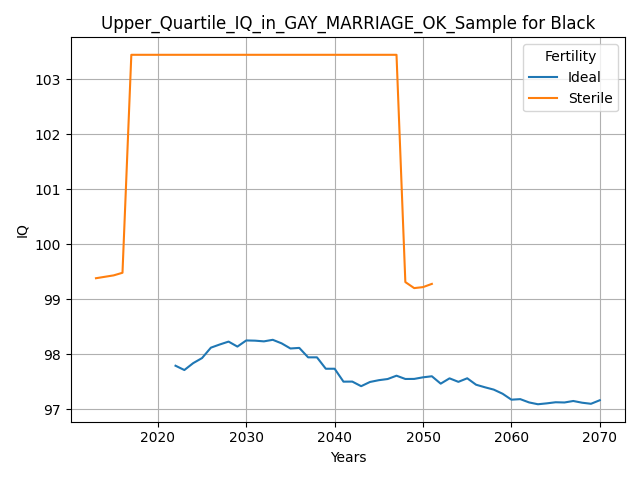 Upper_Quartile_IQ_in_GAY_MARRIAGE_OK_Sample for Black
Fertility
Ideal
Sterile
103
102
101
100
99
98
97
IQ
2020 2030 2040 2050 2060 2070
Years